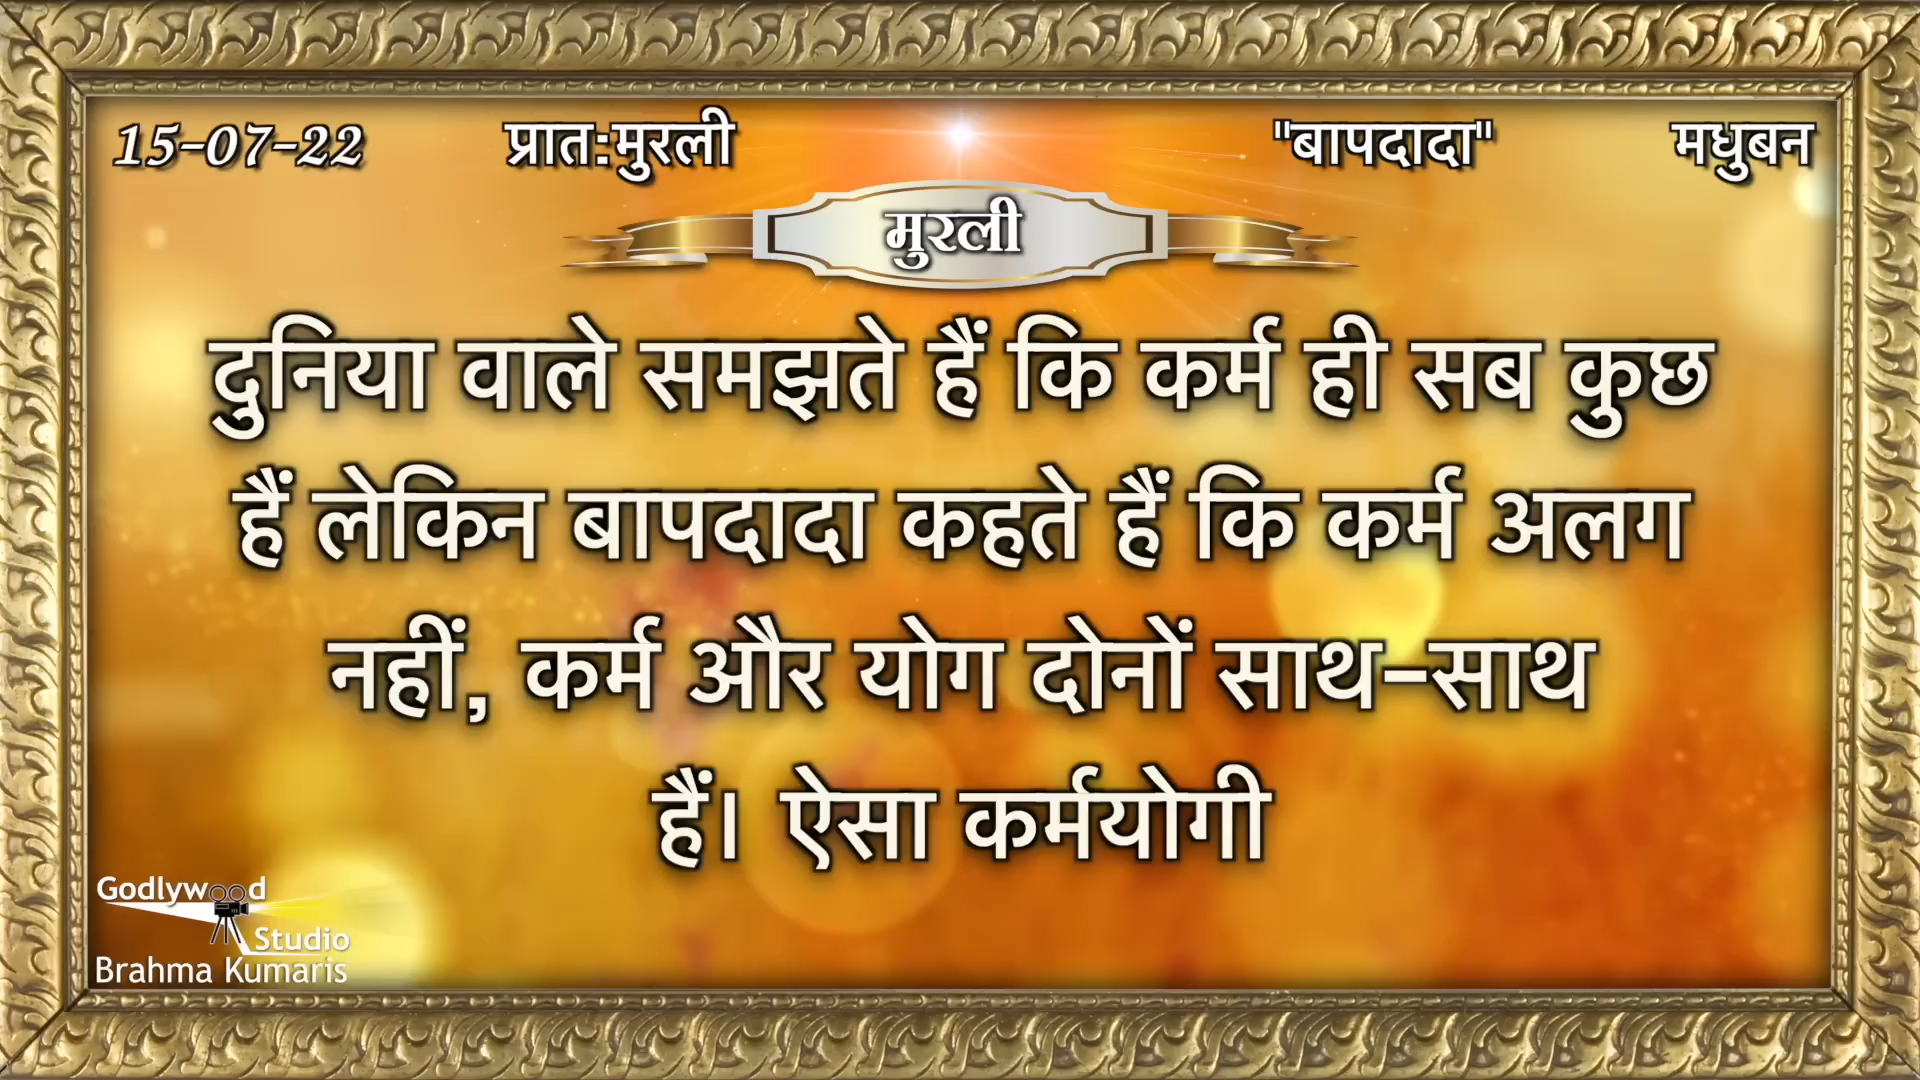 15-07-22 प्रात:मुरली "बापदादा" मधुबन
मुरली
दुनिया वाले समझते हैं कि कर्म ही सब कुछ
हैं लेकिन बापदादा कहते हैं कि कर्म अलग
नहीं, कर्म और योग दोनों साथ-साथ
हैं। ऐसा कर्मयोगी
Godlywood
Studio
Brahma Kumaris